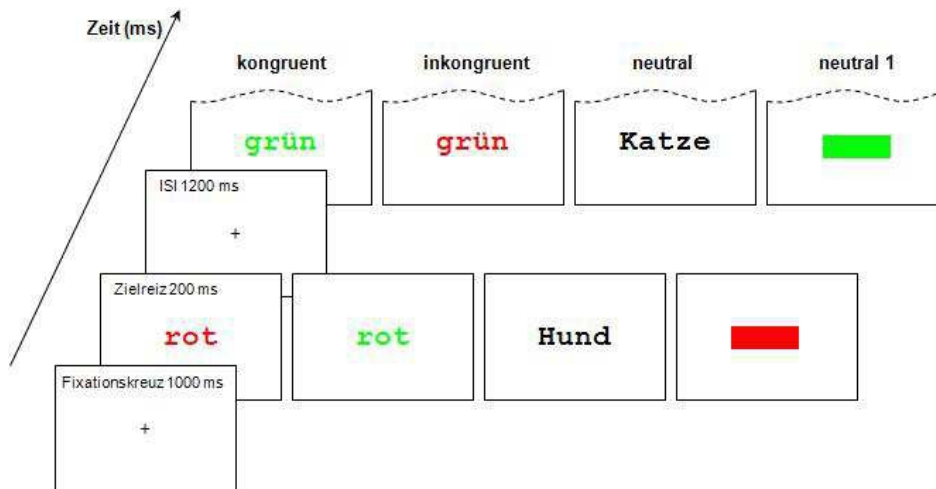 Zeit (ms)
kongruent inkongruent neutral neutral 1
grün grün Katze
ISI 1200 ms
+
Zielreiz 200 ms
rot rot Hund
Fixationskreuz 1000 ms
+